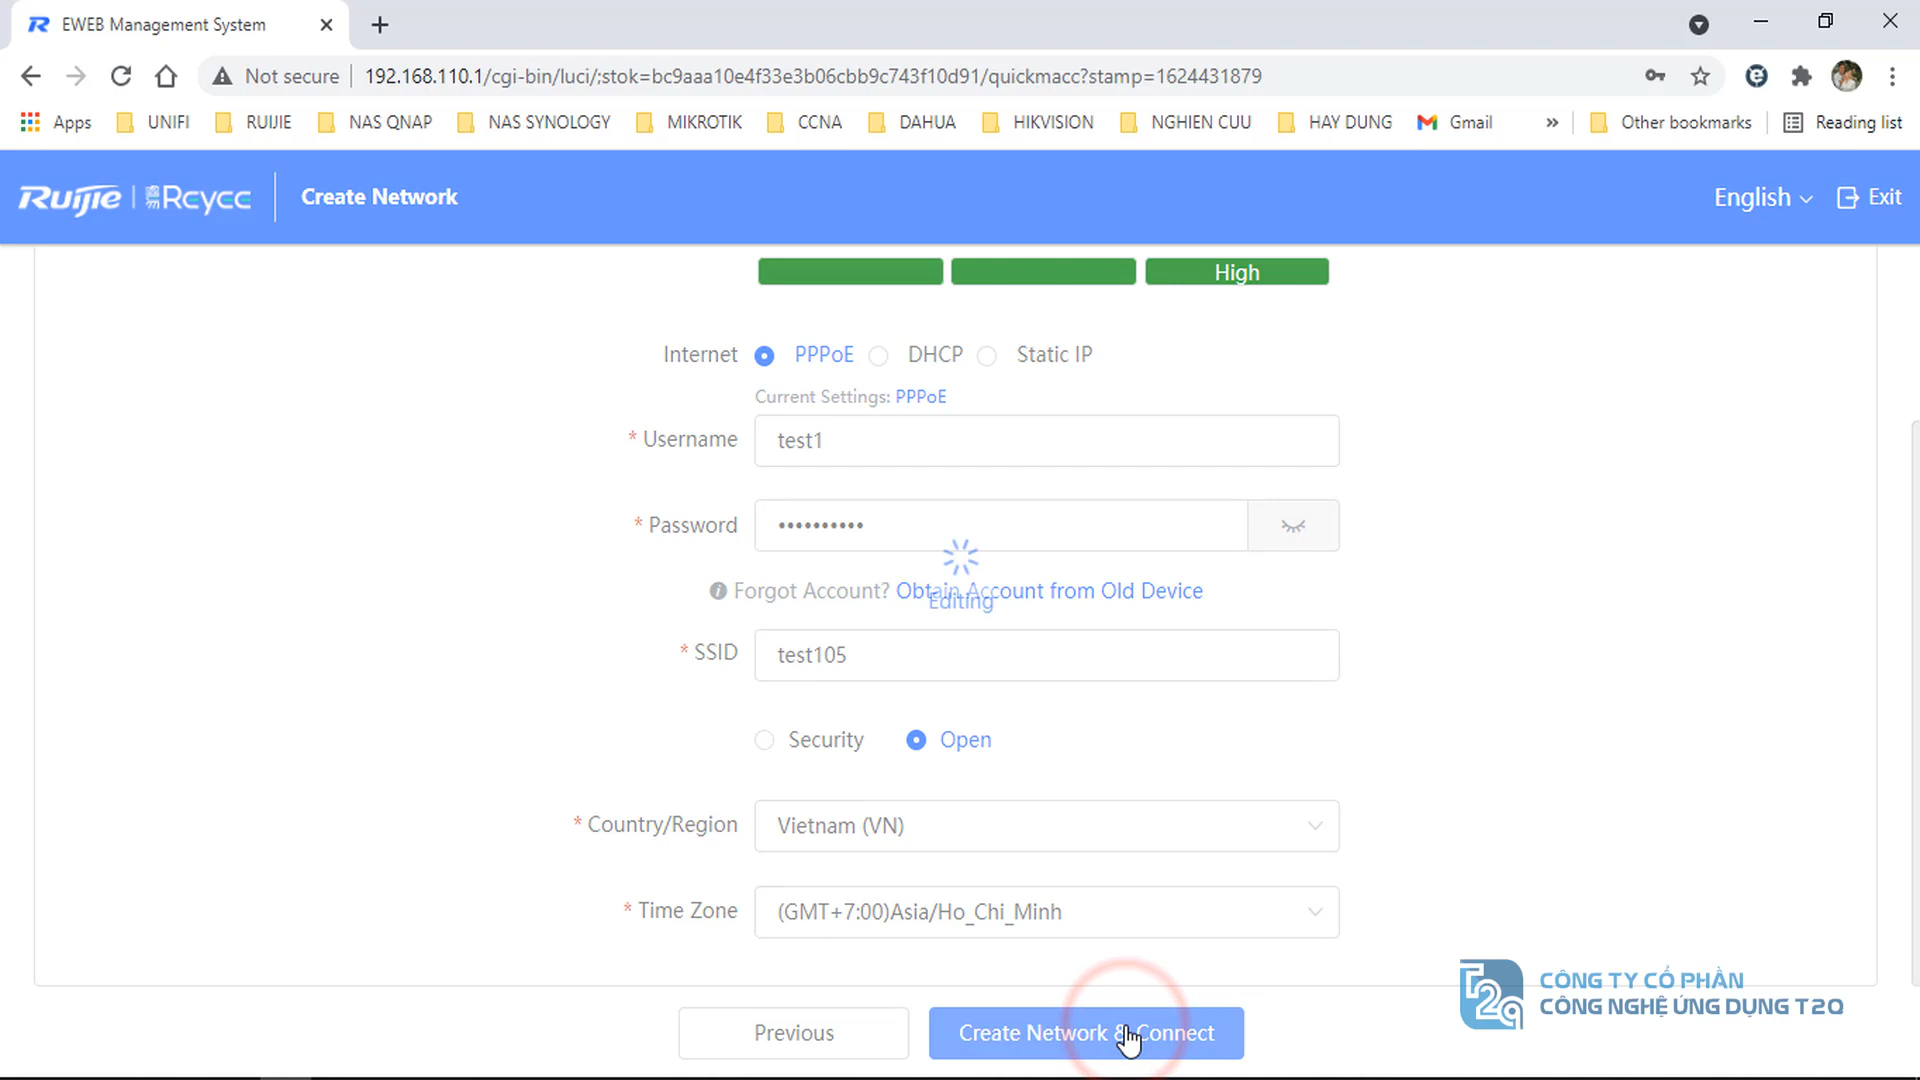 EWEB Management System
Not secure
192.168.110.1/cgi-bin/luci/;stok=bc9aaa10e4f33e3b06cbb9c743f10d91/quickmacc?stamp=1624431879
Apps UNIFI RUIJIE NAS QNAP NAS SYNOLOGY MIKROTIK CCNA DAHUA HIKVISION NGHIEN CUU HAY DUNG Gmail » Other bookmarks Reading list
Ruijie | Reyee Create Network English Exit
High
Internet PPPoE DHCP Static IP
Current Settings: PPPoE
* Username test1
* Password ••••••••••
Forgot Account? Obtain Account from Old Device
Editing
* SSID test105
Security Open
* Country/Region Vietnam (VN)
* Time Zone (GMT+7:00)Asia/Ho_Chi_Minh
T2Q
CÔNG TY CỔ PHẦN
CÔNG NGHỆ ỨNG DỤNG T2Q
Previous Create Network & Connect